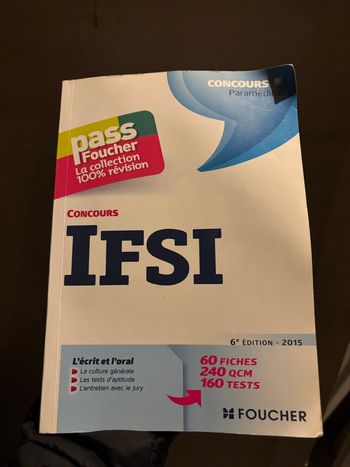 CONCOURS
Paramédic
pass
Foucher
La collection
100% révision
CONCOURS
IFSI
6e ÉDITION - 2015
L'écrit et l'oral
La culture générale
Les tests d'aptitude
L'entretien avec le jury
60 FICHES
240 QCM
160 TESTS
FOUCHER